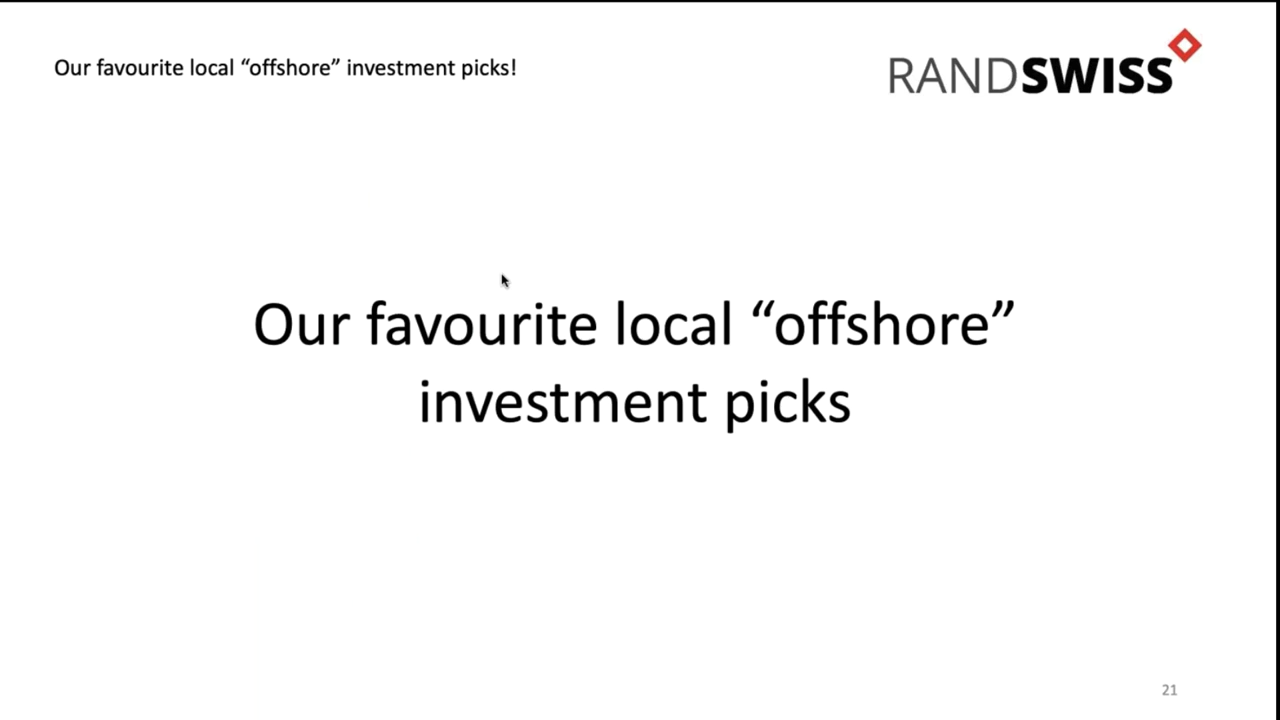 Our favourite local “offshore” investment picks!
RANDSWISS
Our favourite local “offshore”
investment picks
21